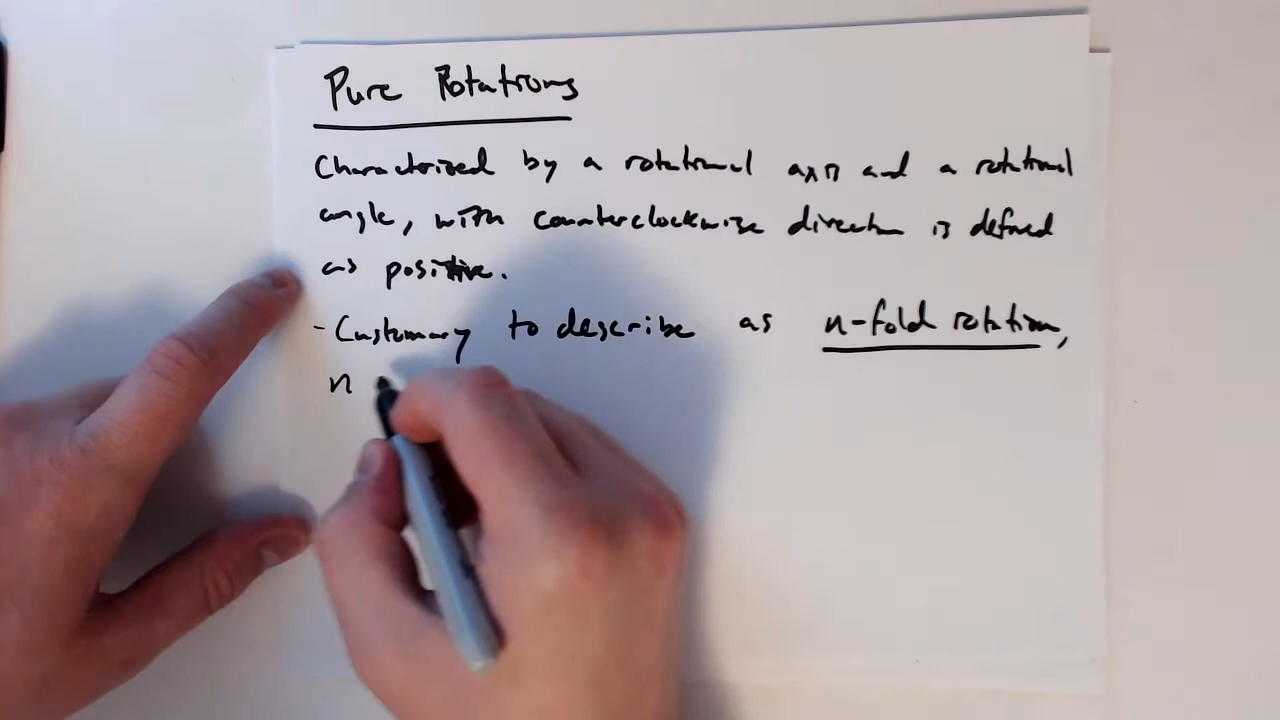 Pure Rotations
Characterized by a rotational axis and a rotational
angle, with counterclockwise direction is defined
as positive.
- Customary to describe as n-fold rotation,
n